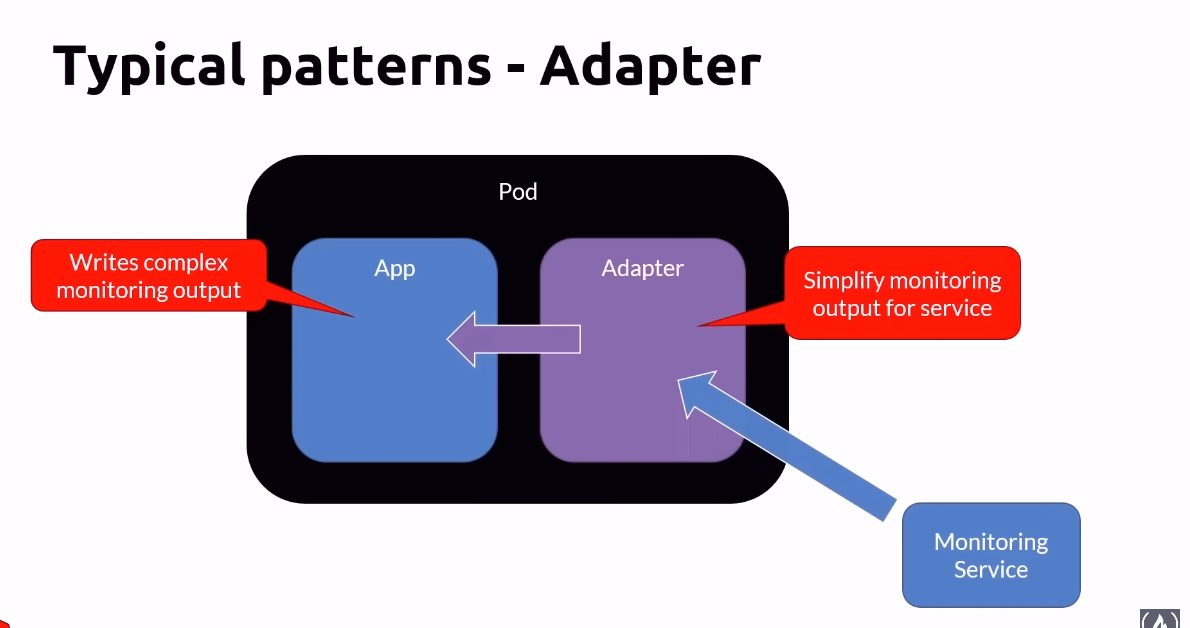 Typical patterns - Adapter
Pod
Writes complex
monitoring output
App
Adapter
Simplify monitoring
output for service
Monitoring
Service